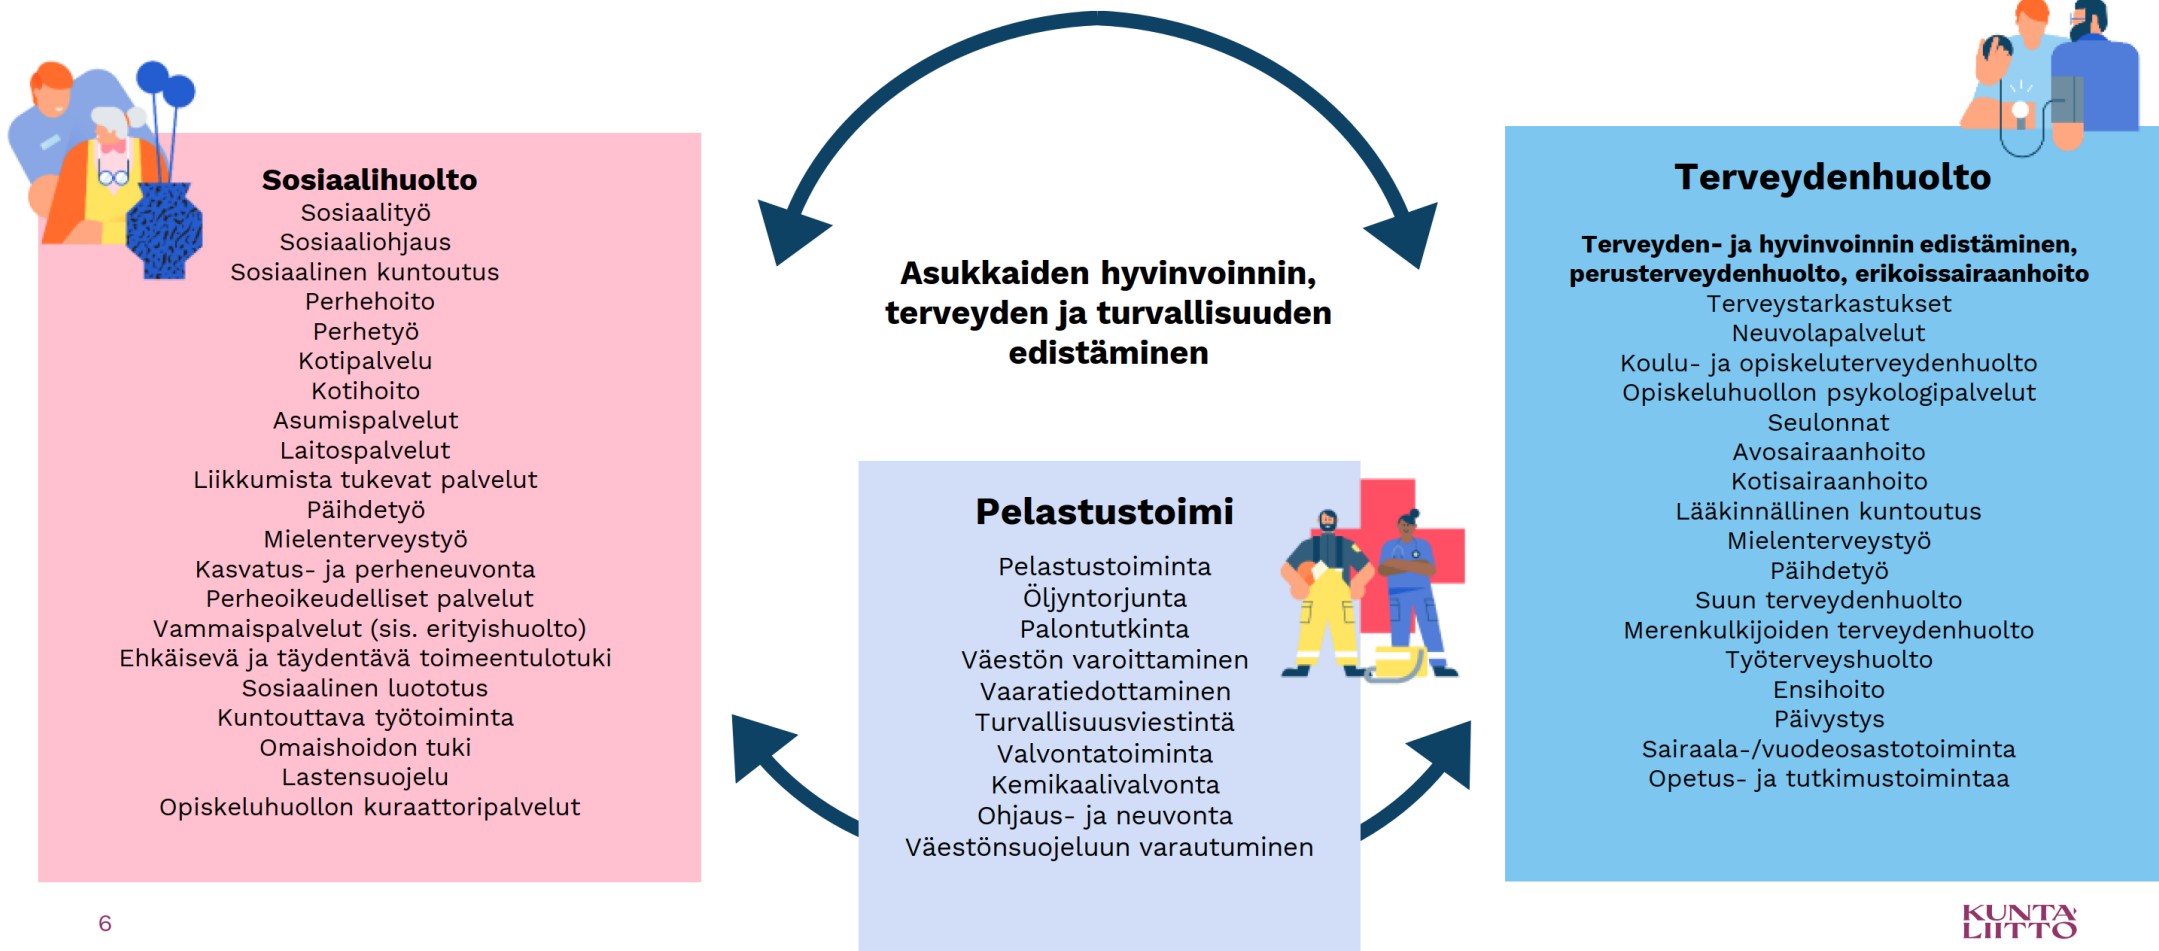 Sosiaalihuolto
Sosiaalityö
Sosiaaliohjaus
Sosiaalinen kuntoutus
Perhehoito
Perhetyö
Kotipalvelu
Kotihoito
Asumispalvelut
Laitospalvelut
Liikkumista tukevat palvelut
Päihdetyö
Mielenterveystyö
Kasvatus- ja perheneuvonta
Perheoikeudelliset palvelut
Vammaispalvelut (sis. erityishuolto)
Ehkäisevä ja täydentävä toimeentulotuki
Sosiaalinen luototus
Kuntouttava työtoiminta
Omaishoidon tuki
Lastensuojelu
Opiskeluhuollon kuraattoripalvelut
Asukkaiden hyvinvoinnin,
terveyden ja turvallisuuden
edistäminen
Pelastustoimi
Pelastustoiminta
Öljyntorjunta
Palontutkinta
Väestön varoittaminen
Vaaratiedottaminen
Turvallisuusviestintä
Valvontatoiminta
Kemikaalivalvonta
Ohjaus- ja neuvonta
Väestönsuojeluun varautuminen
Terveydenhuolto
Terveyden- ja hyvinvoinnin edistäminen,
perusterveydenhuolto, erikoissairaanhoito
Terveystarkastukset
Neuvolapalvelut
Koulu- ja opiskeluterveydenhuolto
Opiskeluhuollon psykologipalvelut
Seulonnat
Avosairaanhoito
Kotisairaanhoito
Lääkinnällinen kuntoutus
Mielenterveystyö
Päihdetyö
Suun terveydenhuolto
Merenkulkijoiden terveydenhuolto
Työterveyshuolto
Ensihoito
Päivystys
Sairaala-/vuodeosastotoiminta
Opetus- ja tutkimustoimintaa
6
KUNTA
LIITTO